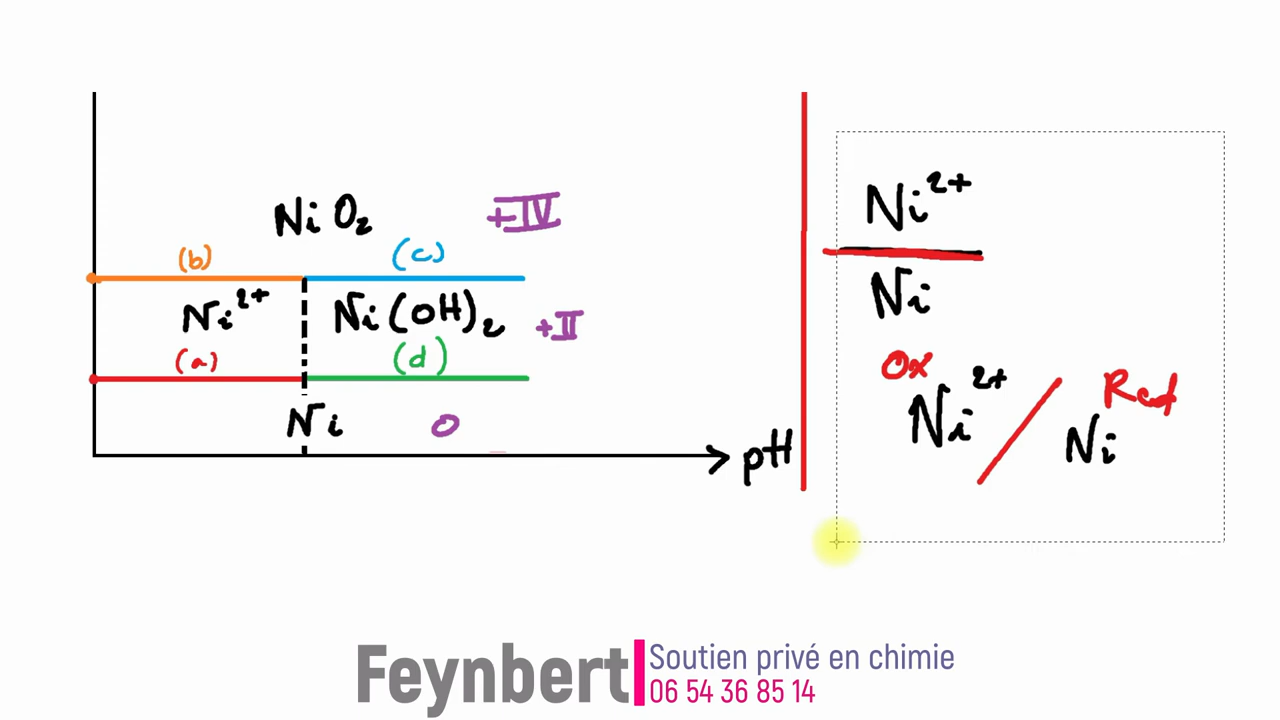 NiO₂ +IV
(b) (c)
Ni²⁺ Ni(OH)₂ +II
(a) (d)
Ni 0
pH
Ni²⁺
Ni
Ox Red
Ni²⁺ / Ni
Feynbert
Soutien privé en chimie
06 54 36 85 14